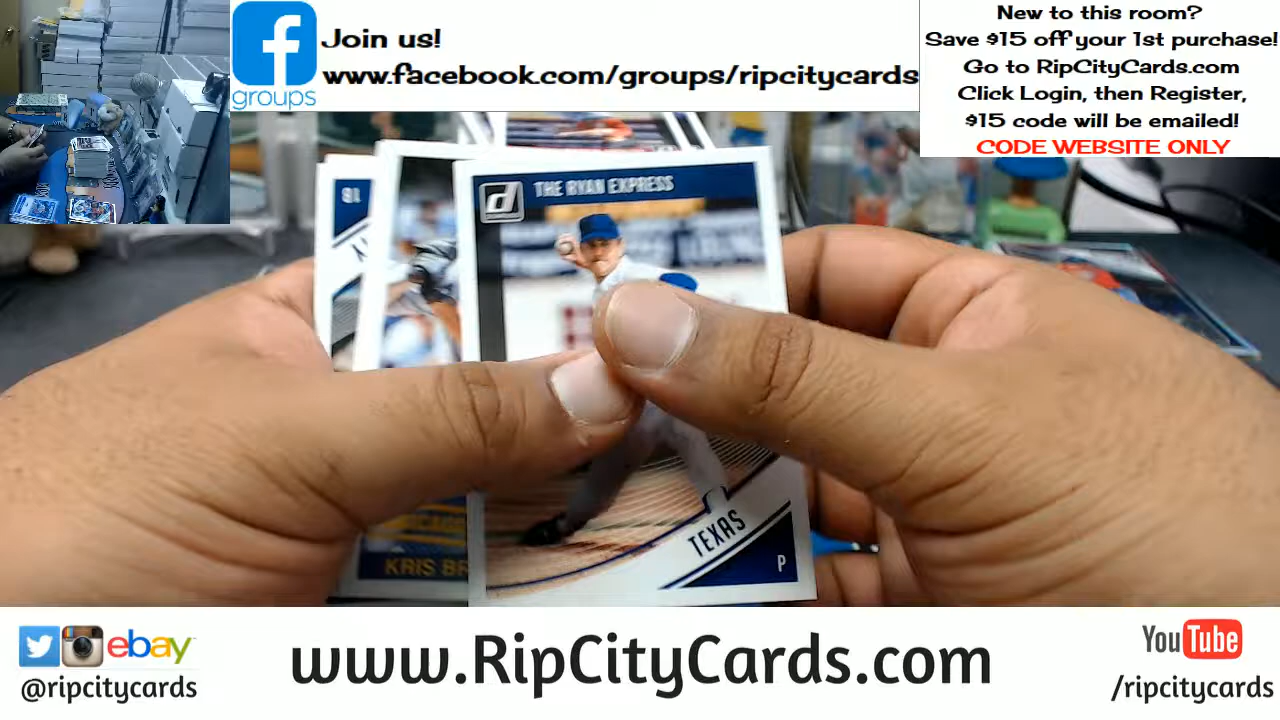 Join us!
www.facebook.com/groups/ripcitycards
groups
New to this room?
Save $15 off your 1st purchase!
Go to RipCityCards.com
Click Login, then Register,
$15 code will be emailed!
CODE WEBSITE ONLY
THE RYAN EXPRESS
TEXAS
P
18
KRIS BR
ebay
@ripcitycards
www.RipCityCards.com
YouTube
/ripcitycards